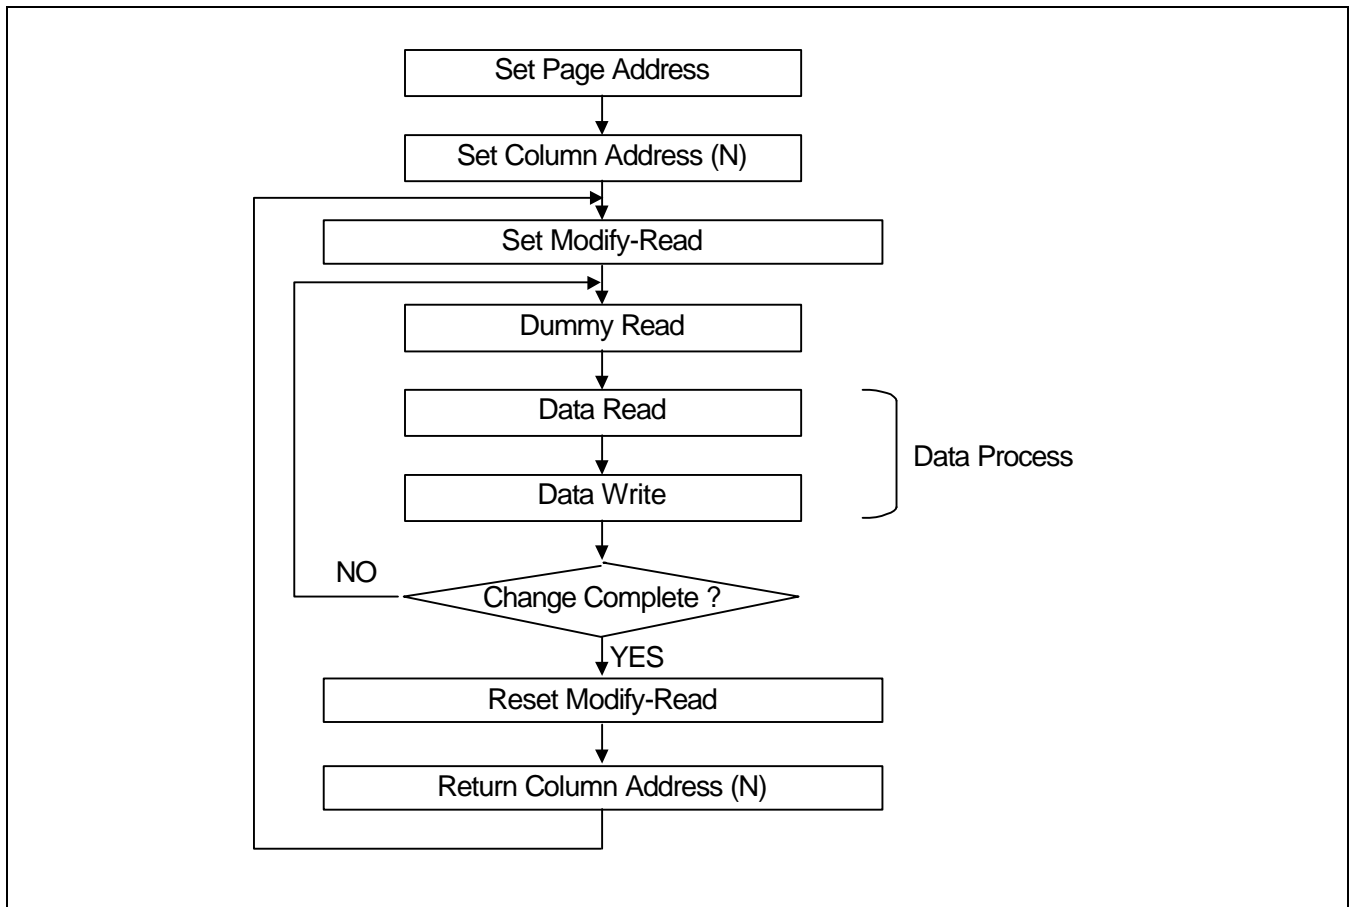 Set Page Address
Set Column Address (N)
Set Modify-Read
Dummy Read
Data Read
Data Process
Data Write
NO
Change Complete ?
YES
Reset Modify-Read
Return Column Address (N)